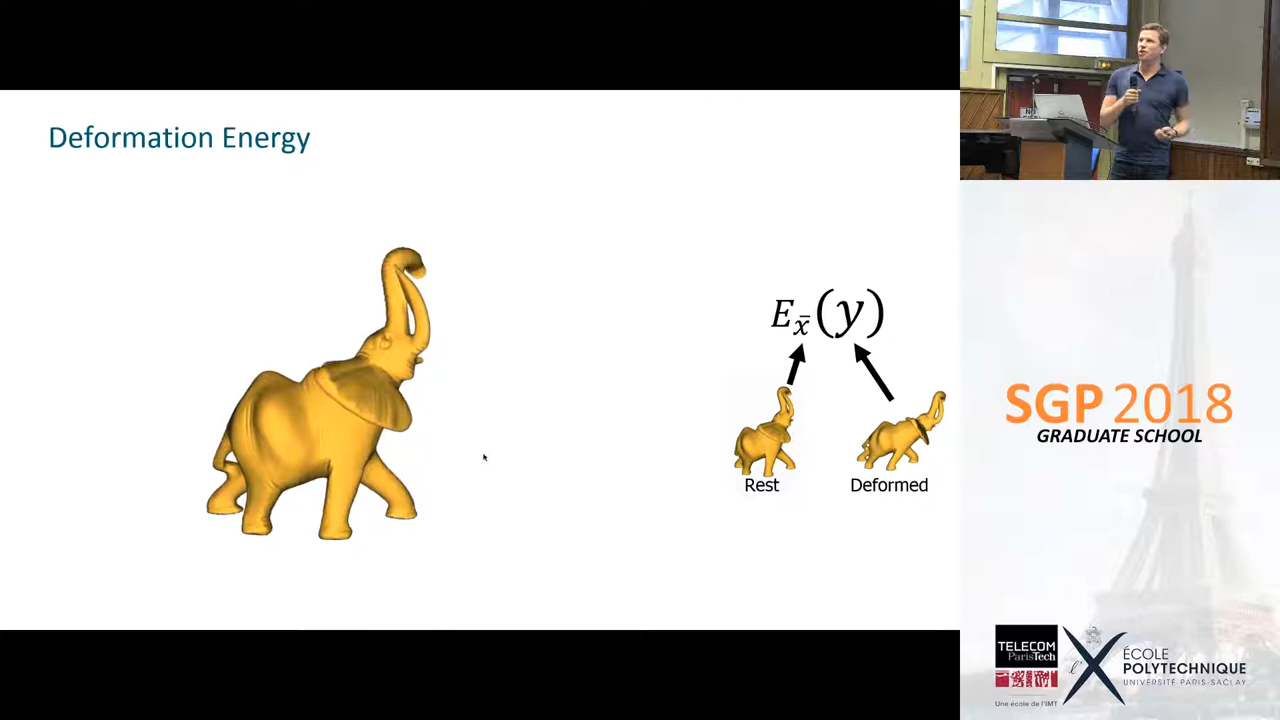 Deformation Energy
E_x̄(y)
Rest
Deformed
SGP 2018
GRADUATE SCHOOL
TELECOM
ParisTech
Une école de l'IMT
ÉCOLE
POLYTECHNIQUE
UNIVERSITÉ PARIS-SACLAY